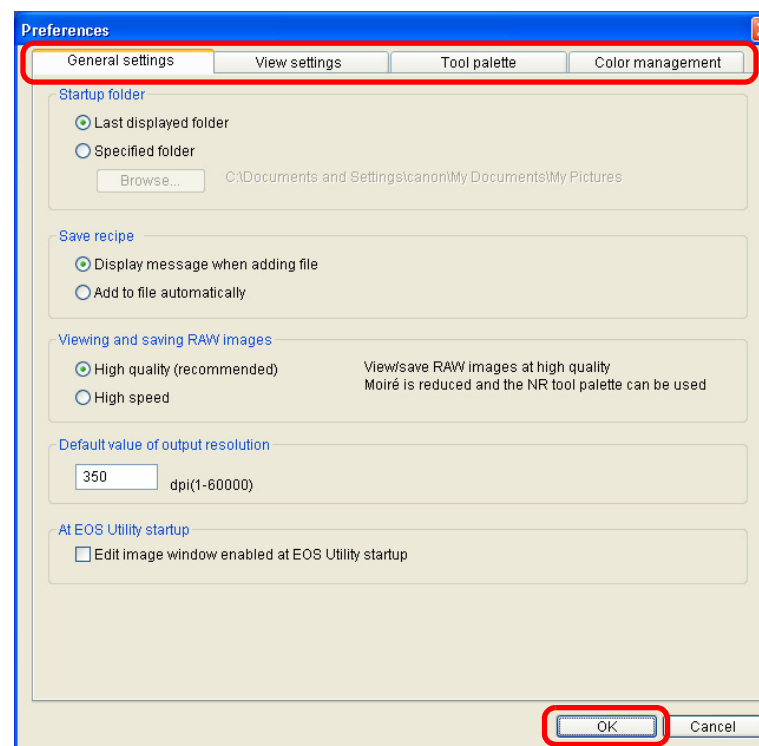 Preferences
General settings View settings Tool palette Color management
Startup folder
Last displayed folder
Specified folder
Browse... C:\Documents and Settings\canon\My Documents\My Pictures
Save recipe
Display message when adding file
Add to file automatically
Viewing and saving RAW images
High quality (recommended) View/save RAW images at high quality
Moiré is reduced and the NR tool palette can be used
High speed
Default value of output resolution
350 dpi(1-60000)
At EOS Utility startup
Edit image window enabled at EOS Utility startup
OK Cancel